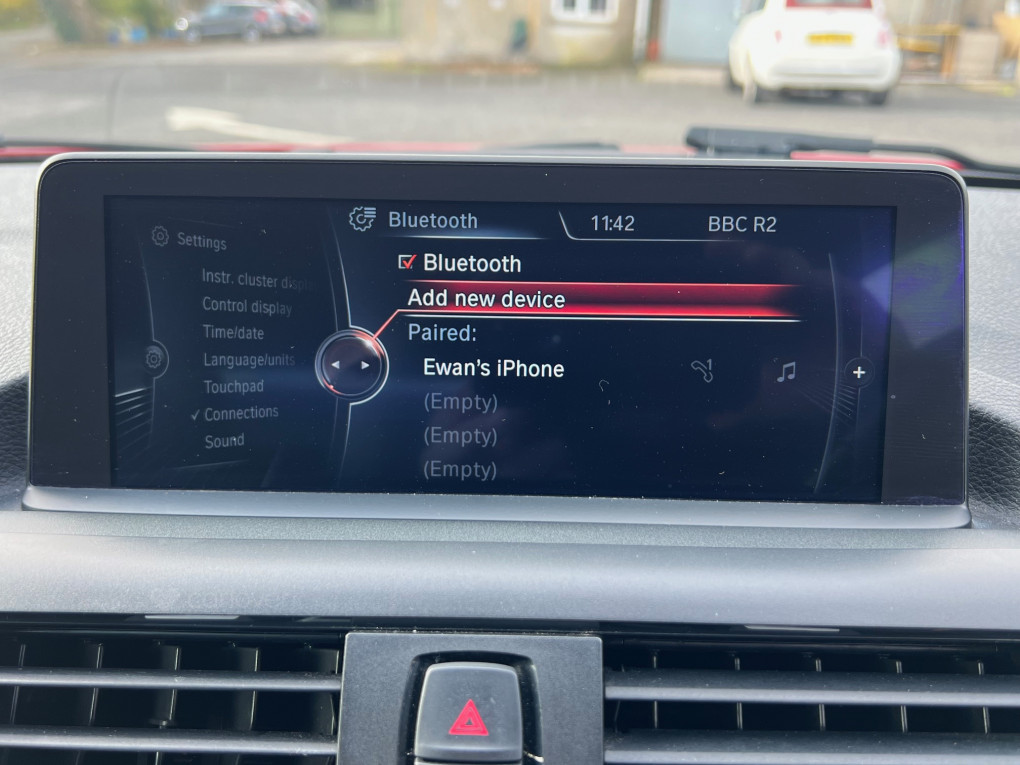 Bluetooth 11:42 BBC R2
Settings
Instr. cluster disp
Control display
Time/date
Language/units
Touchpad
✓ Connections
Sound
Bluetooth
Add new device
Paired:
Ewan's iPhone
(Empty)
(Empty)
(Empty)